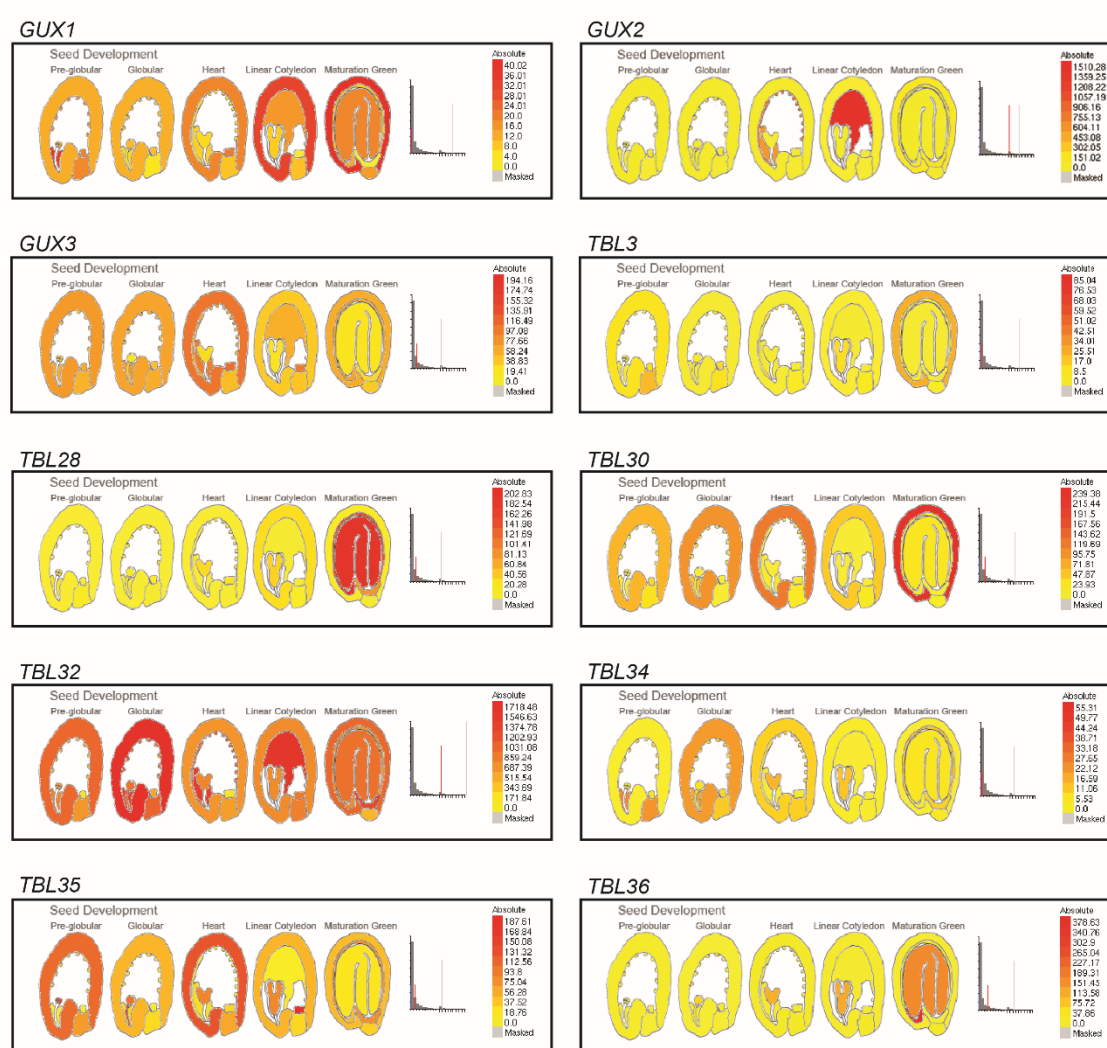 GUX1
Seed Development
Pre-globular Globular Heart Linear Cotyledon Maturation Green
Absolute
40.02
36.01
32.01
28.01
24.01
20.0
16.0
12.0
8.0
4.0
0.0
Masked
GUX2
Seed Development
Pre-globular Globular Heart Linear Cotyledon Maturation Green
Absolute
1510.28
1359.25
1208.22
1057.19
906.16
755.13
604.11
453.08
302.05
151.02
0.0
Masked
GUX3
Seed Development
Pre-globular Globular Heart Linear Cotyledon Maturation Green
Absolute
194.16
174.74
155.32
135.91
116.49
97.08
77.66
58.24
38.83
19.41
0.0
Masked
TBL3
Seed Development
Pre-globular Globular Heart Linear Cotyledon Maturation Green
Absolute
85.04
76.53
68.03
59.52
51.02
42.51
34.01
25.51
17.0
8.5
0.0
Masked
TBL28
Seed Development
Pre-globular Globular Heart Linear Cotyledon Maturation Green
Absolute
202.83
182.54
162.26
141.98
121.69
101.41
81.13
60.84
40.56
20.28
0.0
Masked
TBL30
Seed Development
Pre-globular Globular Heart Linear Cotyledon Maturation Green
Absolute
239.38
215.44
191.5
167.56
143.62
119.69
95.75
71.81
47.87
23.93
0.0
Masked
TBL32
Seed Development
Pre-globular Globular Heart Linear Cotyledon Maturation Green
Absolute
1718.48
1546.63
1374.78
1202.93
1031.08
859.24
687.39
515.54
343.69
171.84
0.0
Masked
TBL34
Seed Development
Pre-globular Globular Heart Linear Cotyledon Maturation Green
Absolute
55.31
49.77
44.24
38.71
33.18
27.65
22.12
16.59
11.06
5.53
0.0
Masked
TBL35
Seed Development
Pre-globular Globular Heart Linear Cotyledon Maturation Green
Absolute
187.61
168.84
150.08
131.32
112.56
93.8
75.04
56.28
37.52
18.76
0.0
Masked
TBL36
Seed Development
Pre-globular Globular Heart Linear Cotyledon Maturation Green
Absolute
378.63
340.76
302.9
265.04
227.17
189.31
151.45
113.58
75.72
37.86
0.0
Masked